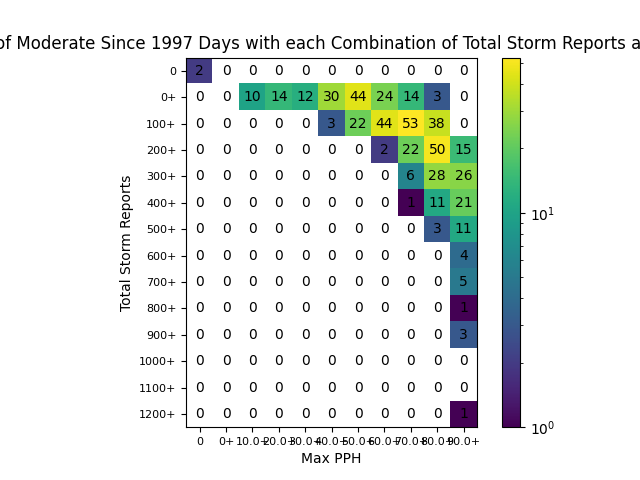 of Moderate Since 1997 Days with each Combination of Total Storm Reports a
0 2 0 0 0 0 0 0 0 0 0 0
0+ 0 0 10 14 12 30 44 24 14 3 0
100+ 0 0 0 0 0 3 22 44 53 38 0
200+ 0 0 0 0 0 0 0 2 22 50 15
300+ 0 0 0 0 0 0 0 0 6 28 26
400+ 0 0 0 0 0 0 0 0 1 11 21
500+ 0 0 0 0 0 0 0 0 0 3 11
600+ 0 0 0 0 0 0 0 0 0 0 4
700+ 0 0 0 0 0 0 0 0 0 0 5
800+ 0 0 0 0 0 0 0 0 0 0 1
900+ 0 0 0 0 0 0 0 0 0 0 3
1000+ 0 0 0 0 0 0 0 0 0 0 0
1100+ 0 0 0 0 0 0 0 0 0 0 0
1200+ 0 0 0 0 0 0 0 0 0 0 1
0 0+ 10.0+ 20.0+ 30.0+ 40.0+ 50.0+ 60.0+ 70.0+ 80.0+ 90.0+
Max PPH
Total Storm Reports
10¹
10⁰